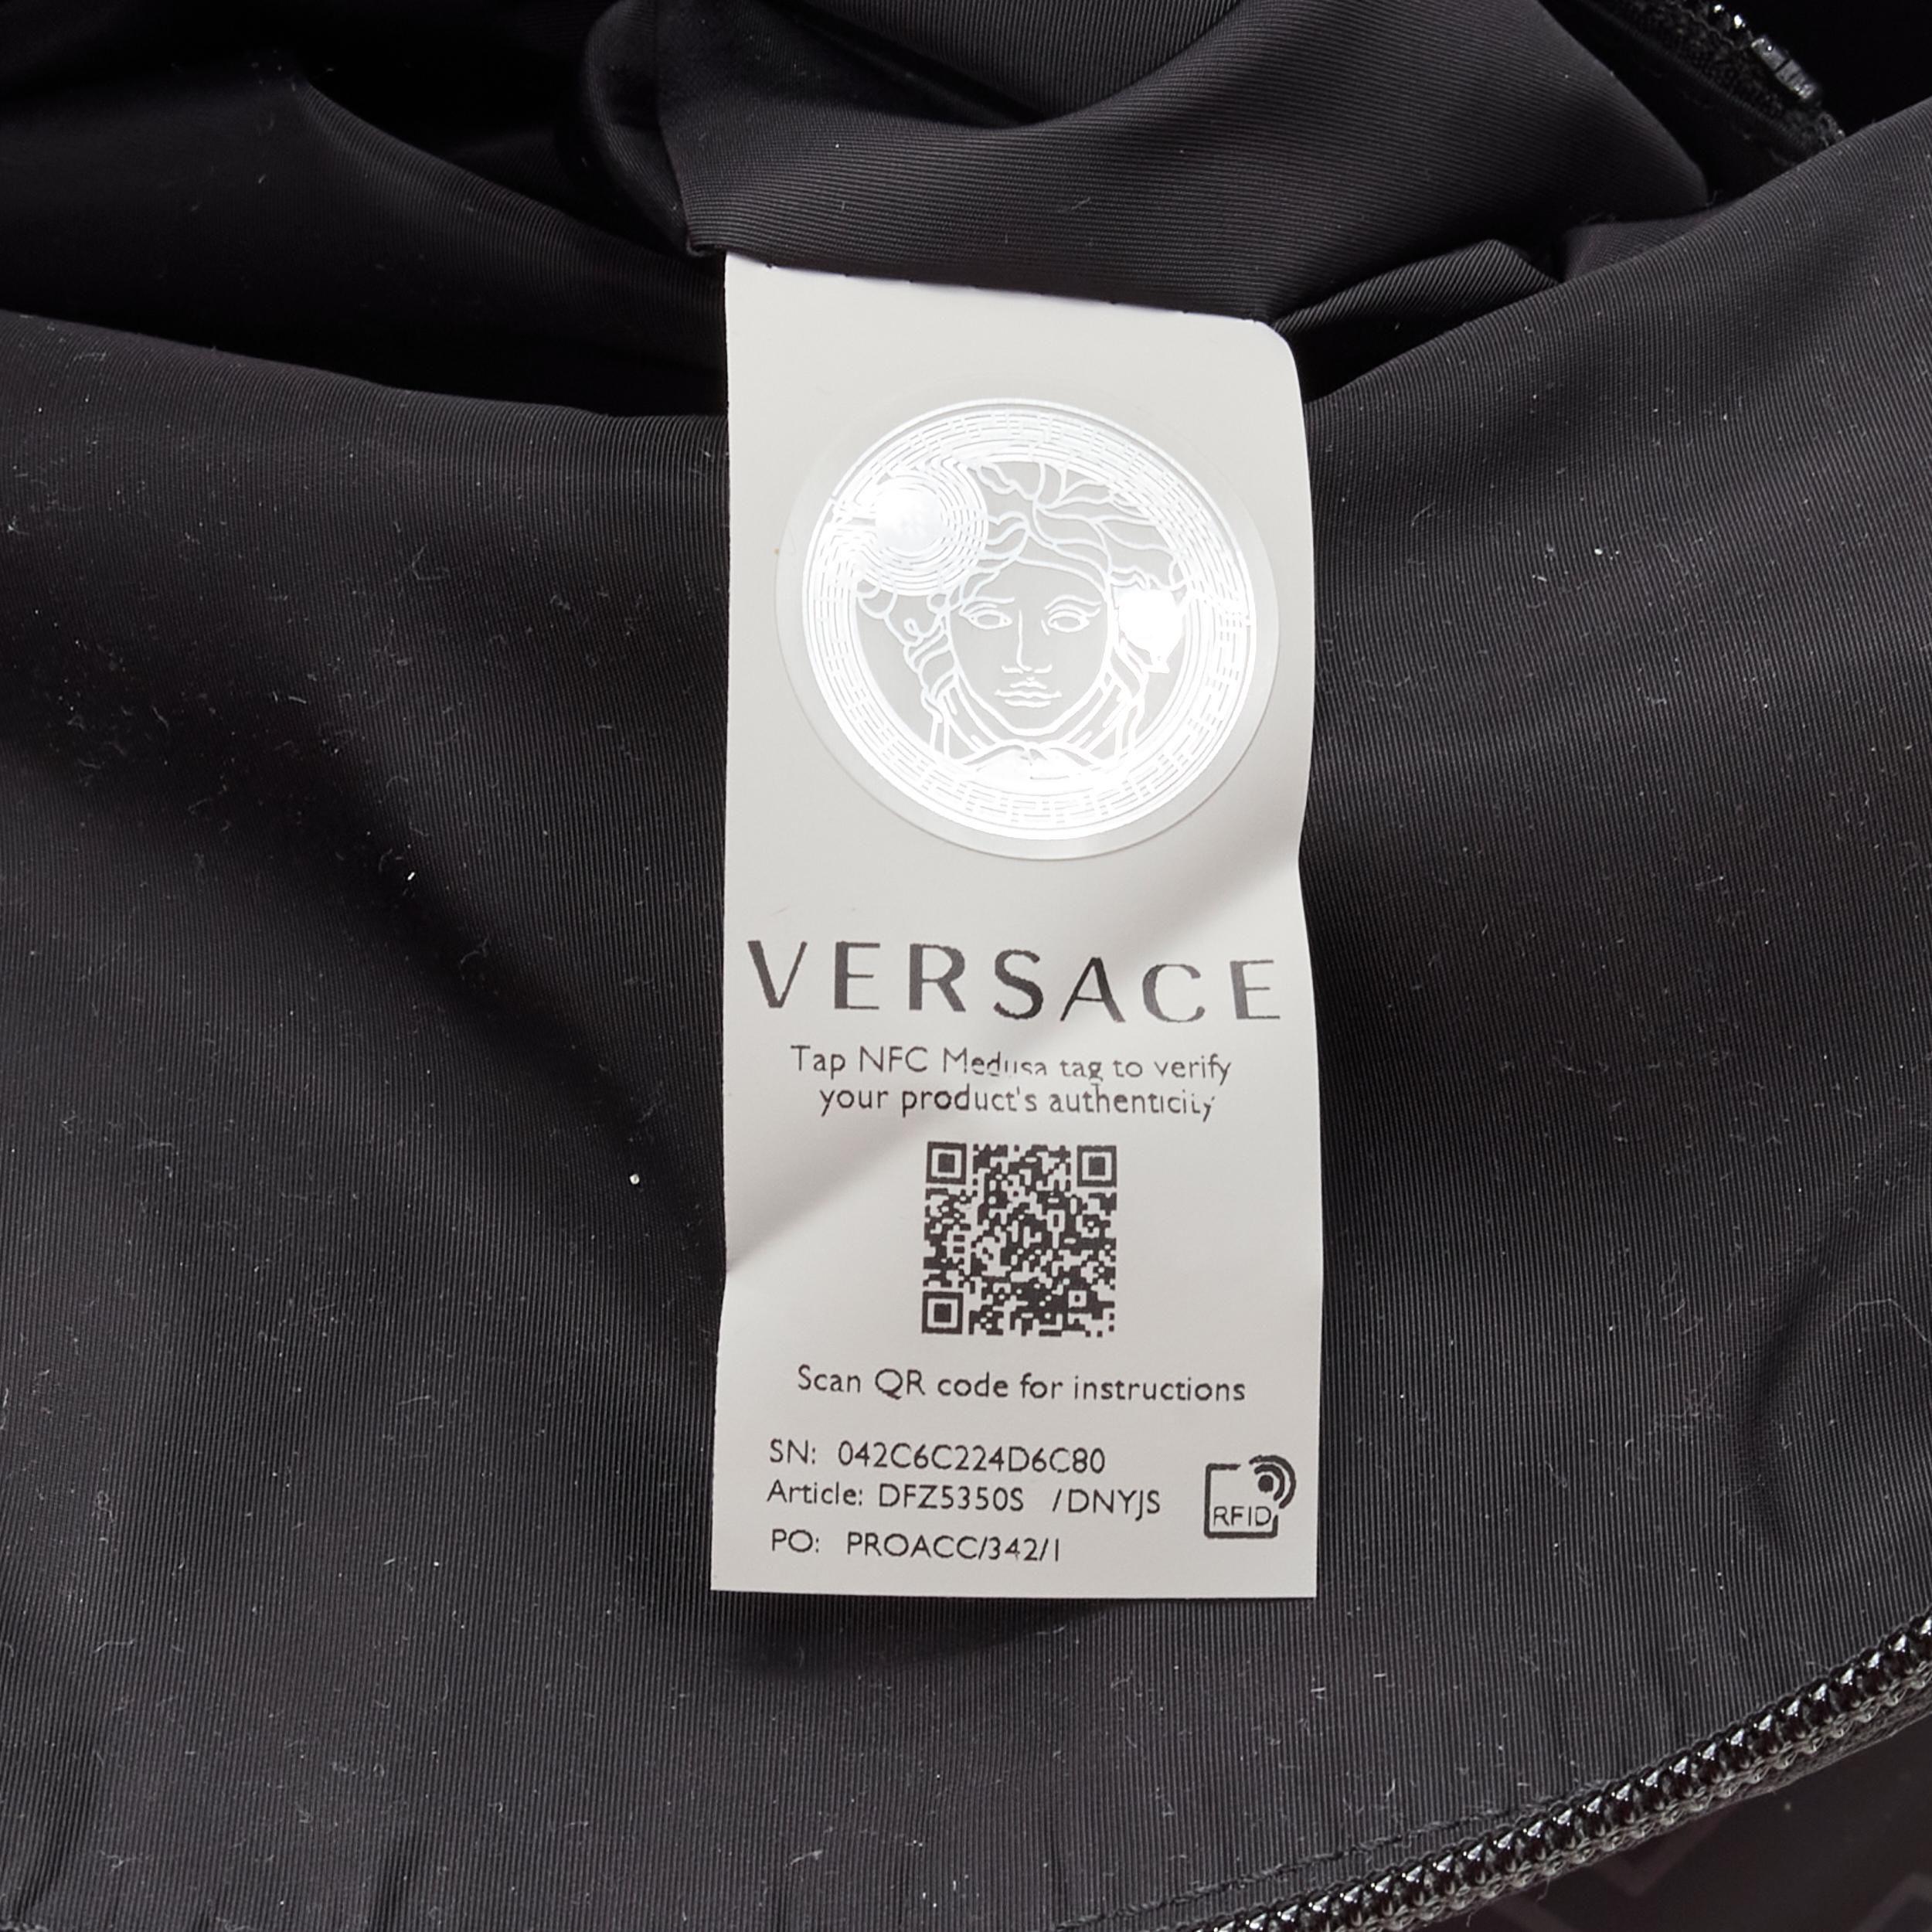 VERSACE
Tap NFC Medusa tag to verify
your product's authenticity
Scan QR code for instructions
SN: 042C6C224D6C80
Article: DFZ5350S /DNYJS
RFID
PO: PROACC/342/1